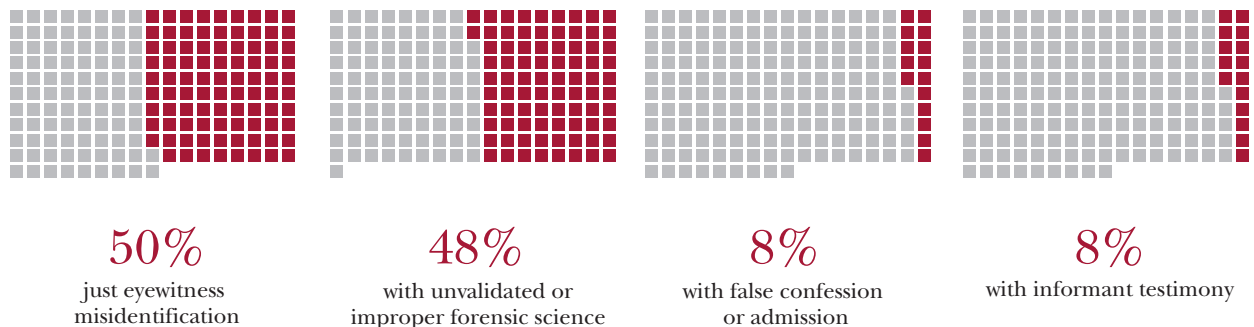 50%
just eyewitness
misidentification
48%
with unvalidated or
improper forensic science
8%
with false confession
or admission
8%
with informant testimony